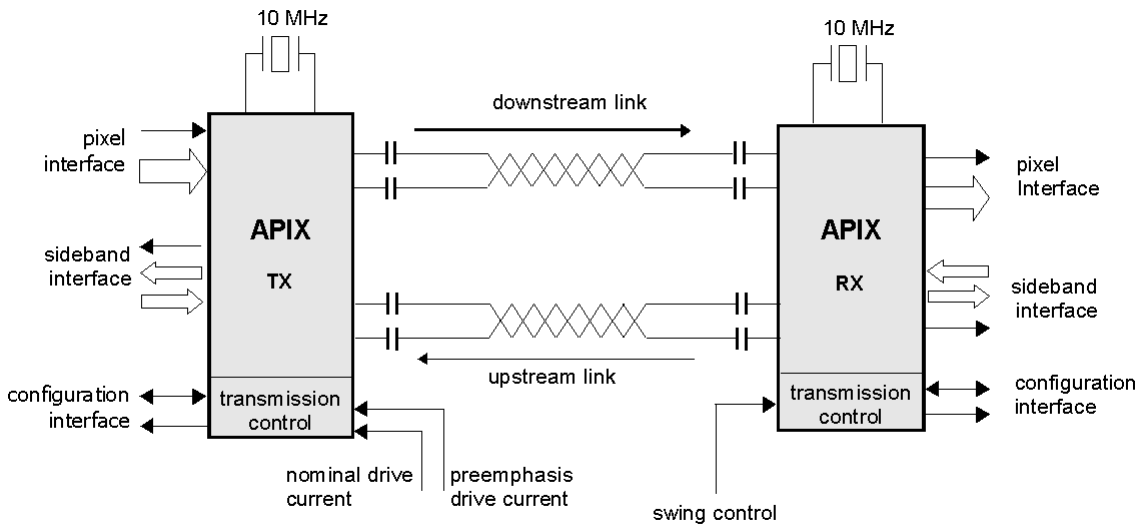 10 MHz
10 MHz
downstream link
pixel
interface
pixel
Interface
APIX
TX
APIX
RX
sideband
interface
sideband
interface
upstream link
configuration
interface
transmission
control
transmission
control
configuration
interface
nominal drive
current
preemphasis
drive current
swing control